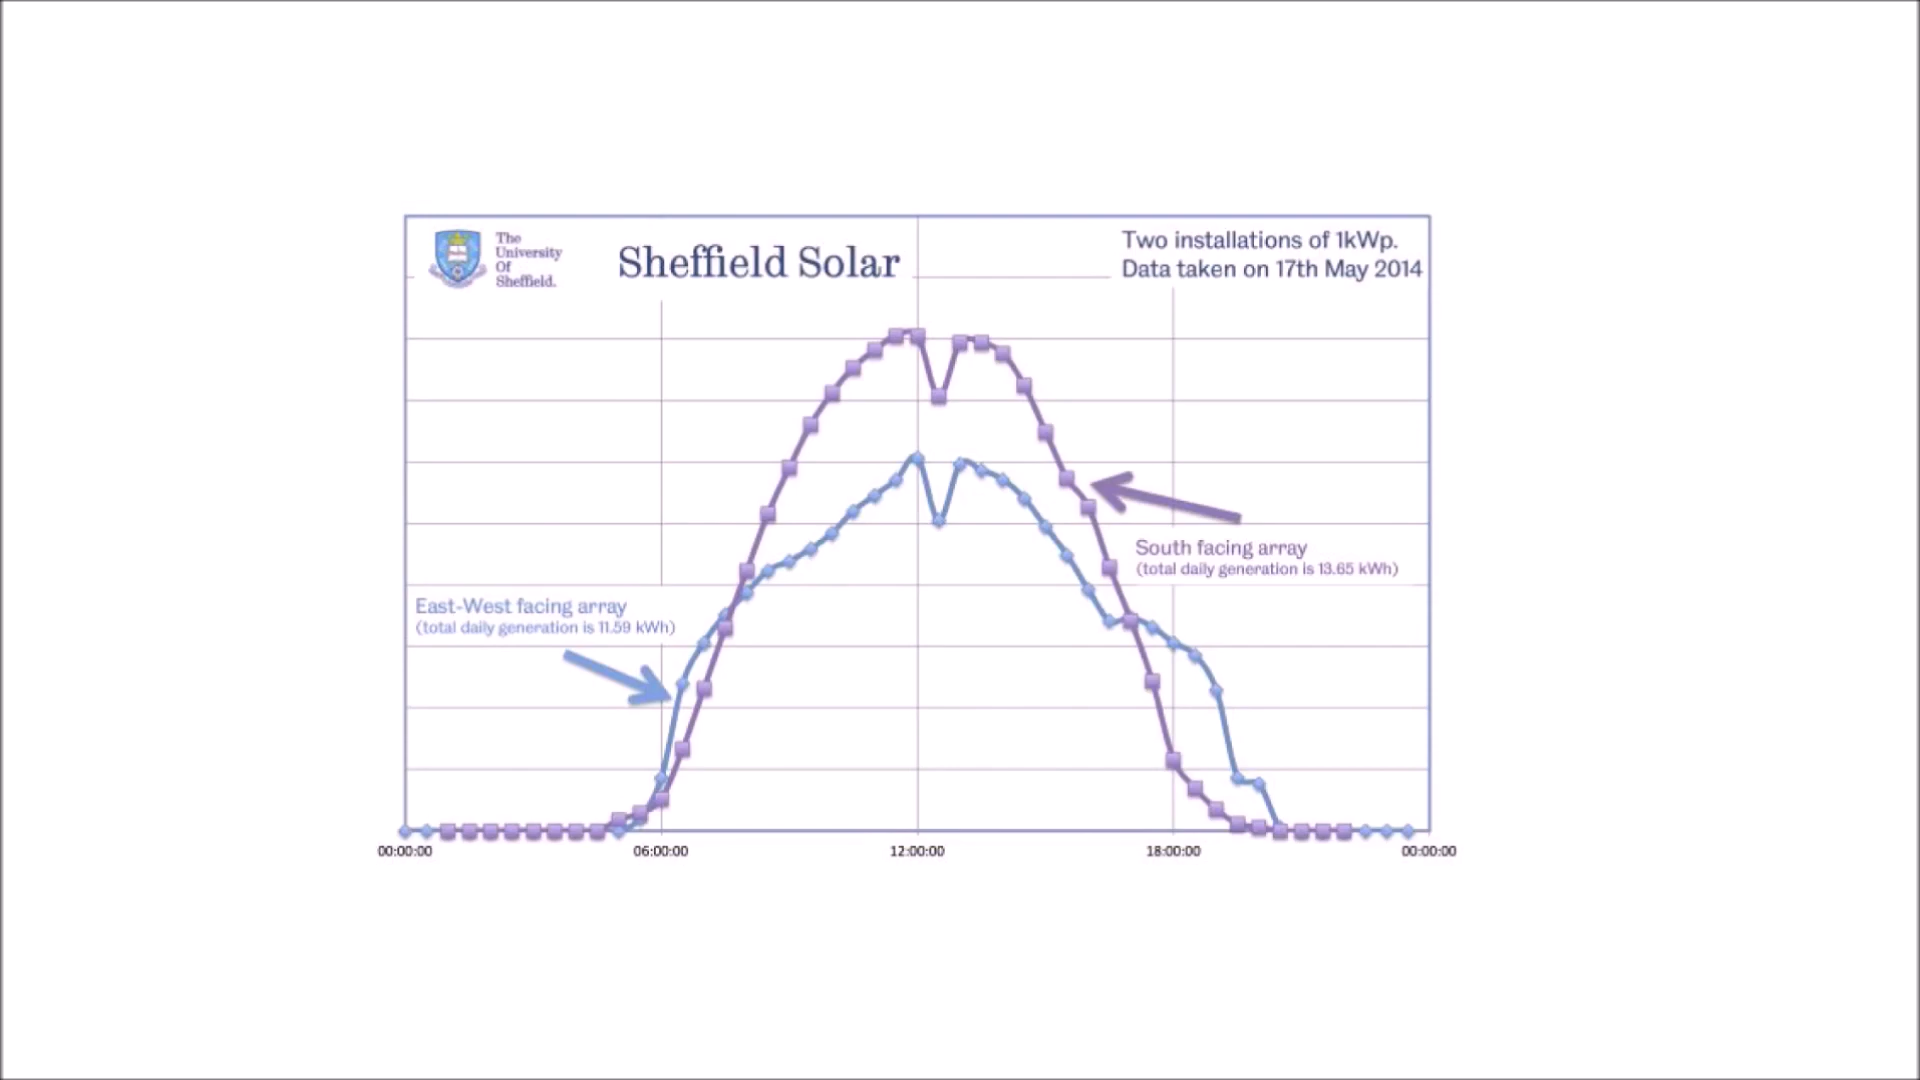 The
University
Of
Sheffield.
Sheffield Solar
Two installations of 1kWp.
Data taken on 17th May 2014
South facing array
(total daily generation is 13.65 kWh)
East-West facing array
(total daily generation is 11.59 kWh)
00:00:00 06:00:00 12:00:00 18:00:00 00:00:00